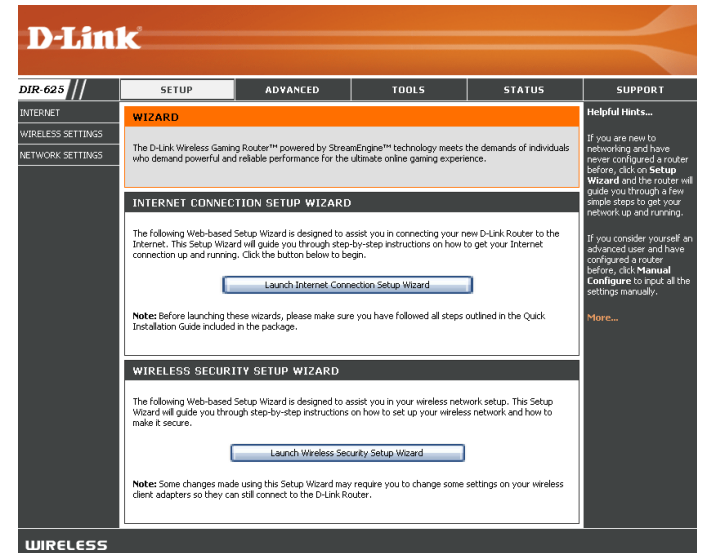 D-Link
DIR-625
SETUP
ADVANCED
TOOLS
STATUS
SUPPORT
INTERNET
WIRELESS SETTINGS
NETWORK SETTINGS
WIZARD
The D-Link Wireless Gaming Router™ powered by StreamEngine™ technology meets the demands of individuals
who demand powerful and reliable performance for the ultimate online gaming experience.
INTERNET CONNECTION SETUP WIZARD
The following Web-based Setup Wizard is designed to assist you in connecting your new D-Link Router to the
Internet. This Setup Wizard will guide you through step-by-step instructions on how to get your Internet
connection up and running. Click the button below to begin.
Launch Internet Connection Setup Wizard
Note: Before launching these wizards, please make sure you have followed all steps outlined in the Quick
Installation Guide included in the package.
WIRELESS SECURITY SETUP WIZARD
The following Web-based Setup Wizard is designed to assist you in your wireless network setup. This Setup
Wizard will guide you through step-by-step instructions on how to set up your wireless network and how to
make it secure.
Launch Wireless Security Setup Wizard
Note: Some changes made using this Setup Wizard may require you to change some settings on your wireless
client adapters so they can still connect to the D-Link Router.
Helpful Hints...
If you are new to
networking and have
never configured a router
before, click on Setup
Wizard and the router will
guide you through a few
simple steps to get your
network up and running.
If you consider yourself an
advanced user and have
configured a router
before, click Manual
Configure to input all the
settings manually.
More...
WIRELESS